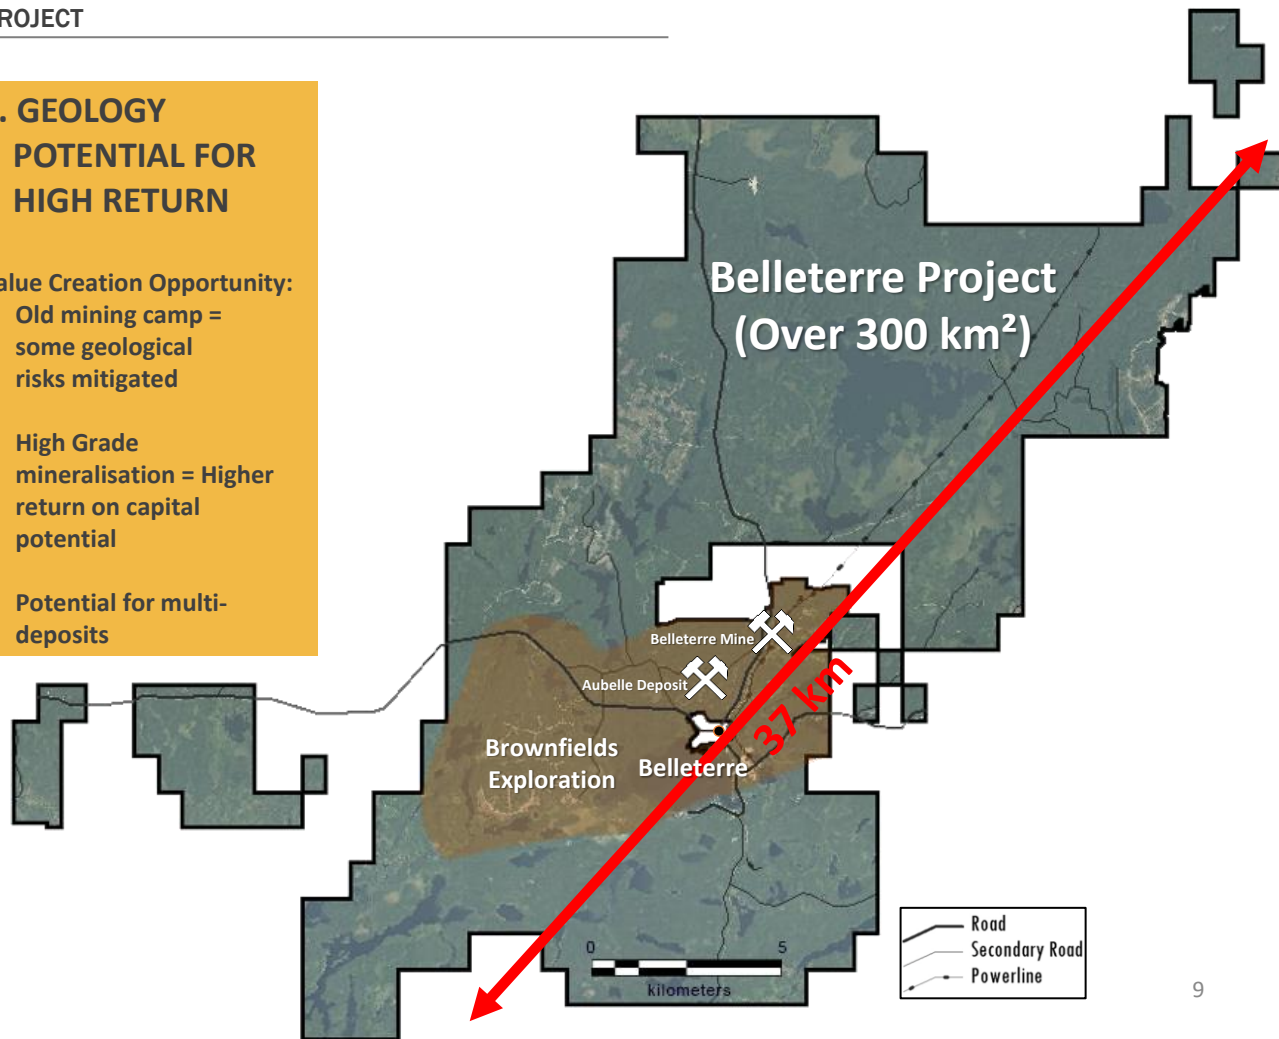 ROJECT
. GEOLOGY
POTENTIAL FOR
HIGH RETURN
alue Creation Opportunity:
Old mining camp =
some geological
risks mitigated
High Grade
mineralisation = Higher
return on capital
potential
Potential for multi-
deposits
Belleterre Project
(Over 300 km²)
Belleterre Mine
Aubelle Deposit
37 km
Brownfields
Exploration
Belleterre
0 5
kilometers
Road
Secondary Road
Powerline
9